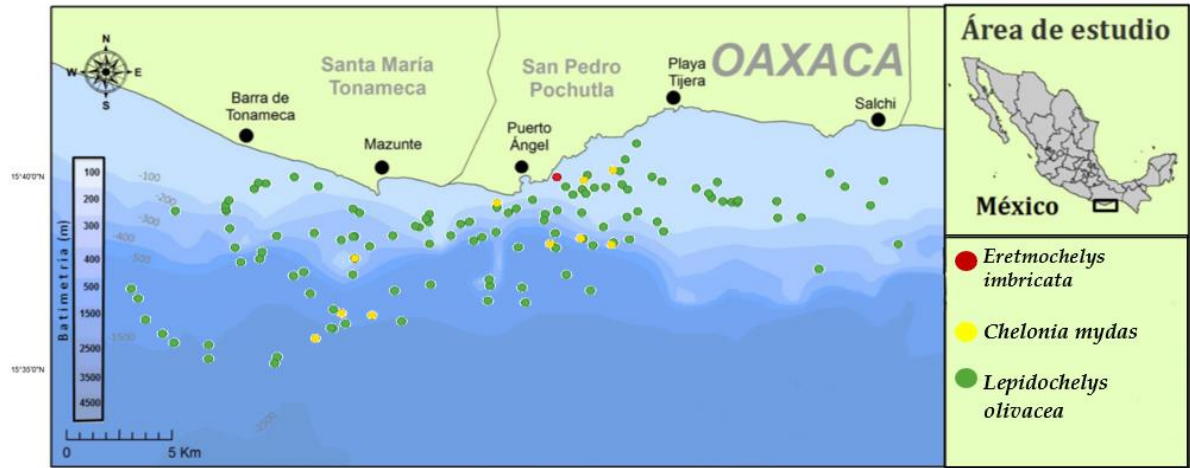 N
W E
S
Santa María
Tonameca
San Pedro
Pochutla
OAXACA
Barra de
Tonameca
Mazunte
Puerto
Ángel
Playa
Tijera
Salchi
15°40'0"N
15°35'0"N
Batimetría (m)
100
200
300
400
500
1500
2500
3500
4500
-100
-200
-300
-400
500
-1500
0 5 Km
Área de estudio
México
Eretmochelys
imbricata
Chelonia mydas
Lepidochelys
olivacea